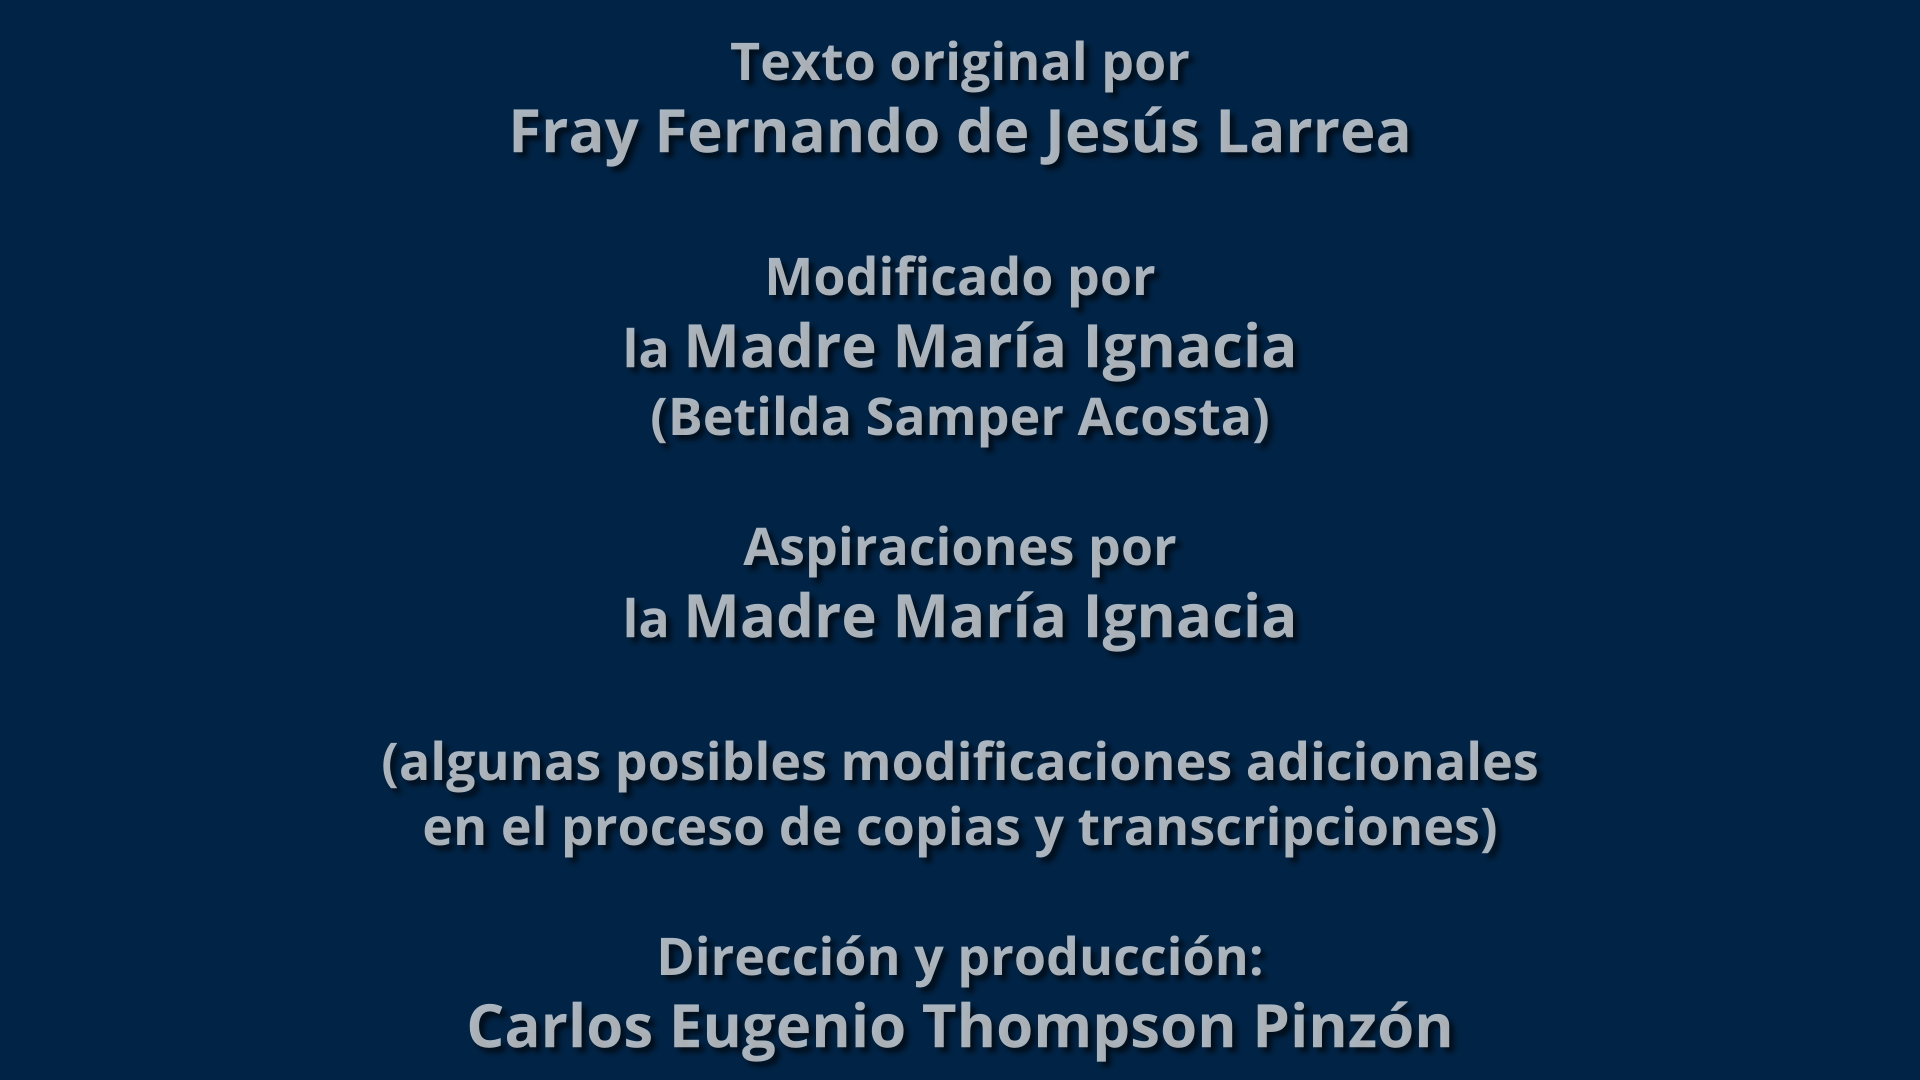 Texto original por
Fray Fernando de Jesús Larrea
Modificado por
la Madre María Ignacia
(Betilda Samper Acosta)
Aspiraciones por
la Madre María Ignacia
(algunas posibles modificaciones adicionales
en el proceso de copias y transcripciones)
Dirección y producción:
Carlos Eugenio Thompson Pinzón